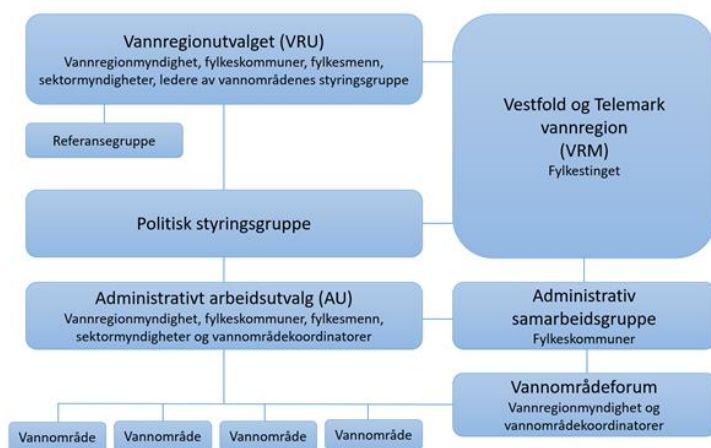 Vannregionutvalget (VRU)
Vannregionmyndighet, fylkeskommuner, fylkesmenn,
sektormyndigheter, ledere av vannområdenes styringsgruppe
Referansegruppe
Vestfold og Telemark
vannregion
(VRM)
Fylkestinget
Politisk styringsgruppe
Administrativt arbeidsutvalg (AU)
Vannregionmyndighet, fylkeskommuner, fylkesmenn,
sektormyndigheter og vannområdekoordinatorer
Administrativ
samarbeidsgruppe
Fylkeskommuner
Vannområdeforum
Vannregionmyndighet og
vannområdekoordinatorer
Vannområde
Vannområde
Vannområde
Vannområde